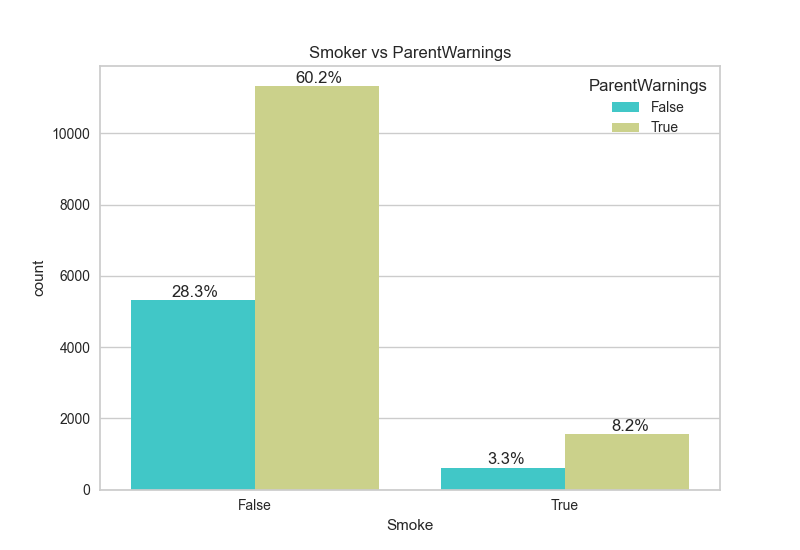 Smoker vs ParentWarnings
60.2%
ParentWarnings
False
True
10000
8000
count
6000
28.3%
4000
2000
8.2%
3.3%
0
False
True
Smoke